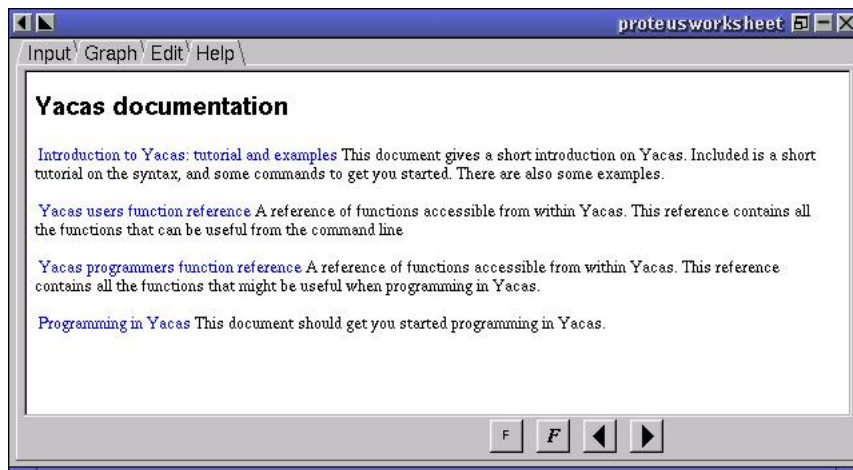 proteusworksheet
Input Graph Edit Help
Yacas documentation
Introduction to Yacas: tutorial and examples This document gives a short introduction on Yacas. Included is a short
tutorial on the syntax, and some commands to get you started. There are also some examples.
Yacas users function reference A reference of functions accessible from within Yacas. This reference contains all
the functions that can be useful from the command line
Yacas programmers function reference A reference of functions accessible from within Yacas. This reference
contains all the functions that might be useful when programming in Yacas.
Programming in Yacas This document should get you started programming in Yacas.
F F